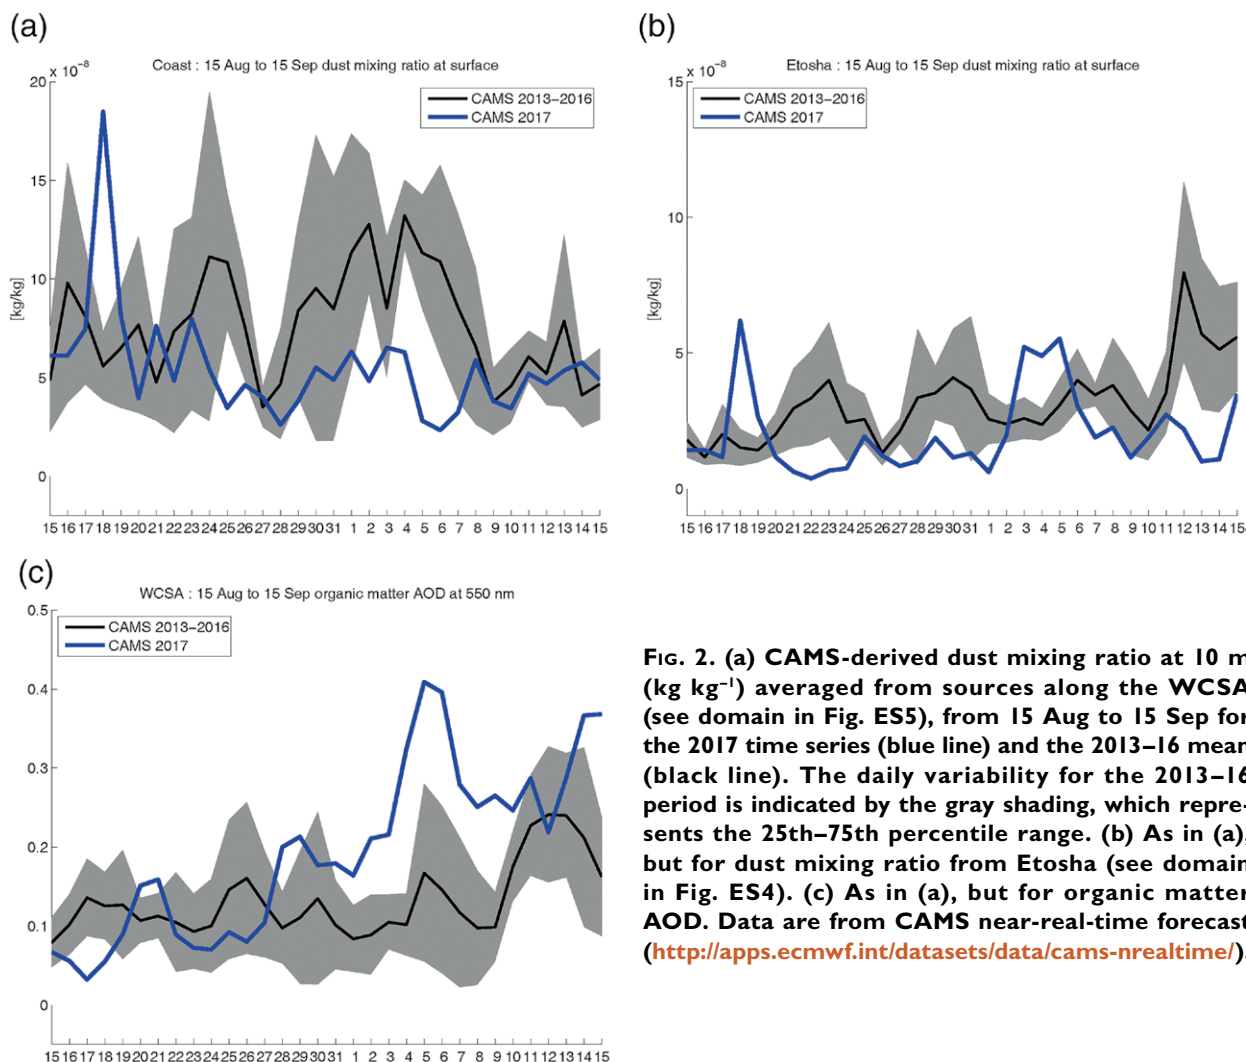 (a)
Coast : 15 Aug to 15 Sep dust mixing ratio at surface
x 10⁻⁸
20
15
10
5
0
[kg/kg]
CAMS 2013−2016
CAMS 2017
15 16 17 18 19 20 21 22 23 24 25 26 27 28 29 30 31 1 2 3 4 5 6 7 8 9 10 11 12 13 14 15
(b)
Etosha : 15 Aug to 15 Sep dust mixing ratio at surface
x 10⁻⁸
15
10
5
0
[kg/kg]
CAMS 2013−2016
CAMS 2017
15 16 17 18 19 20 21 22 23 24 25 26 27 28 29 30 31 1 2 3 4 5 6 7 8 9 10 11 12 13 14 15
(c)
WCSA : 15 Aug to 15 Sep organic matter AOD at 550 nm
0.5
0.4
0.3
0.2
0.1
0
CAMS 2013−2016
CAMS 2017
15 16 17 18 19 20 21 22 23 24 25 26 27 28 29 30 31 1 2 3 4 5 6 7 8 9 10 11 12 13 14 15
FIG. 2. (a) CAMS-derived dust mixing ratio at 10 m
(kg kg⁻¹) averaged from sources along the WCSA
(see domain in Fig. ES5), from 15 Aug to 15 Sep for
the 2017 time series (blue line) and the 2013–16 mean
(black line). The daily variability for the 2013–16
period is indicated by the gray shading, which repre-
sents the 25th–75th percentile range. (b) As in (a),
but for dust mixing ratio from Etosha (see domain
in Fig. ES4). (c) As in (a), but for organic matter
AOD. Data are from CAMS near-real-time forecast
(http://apps.ecmwf.int/datasets/data/cams-nrealtime/).